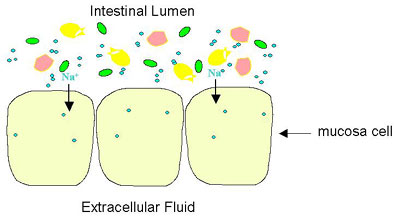 Intestinal Lumen
Na⁺ Na⁺
mucosa cell
Extracellular Fluid